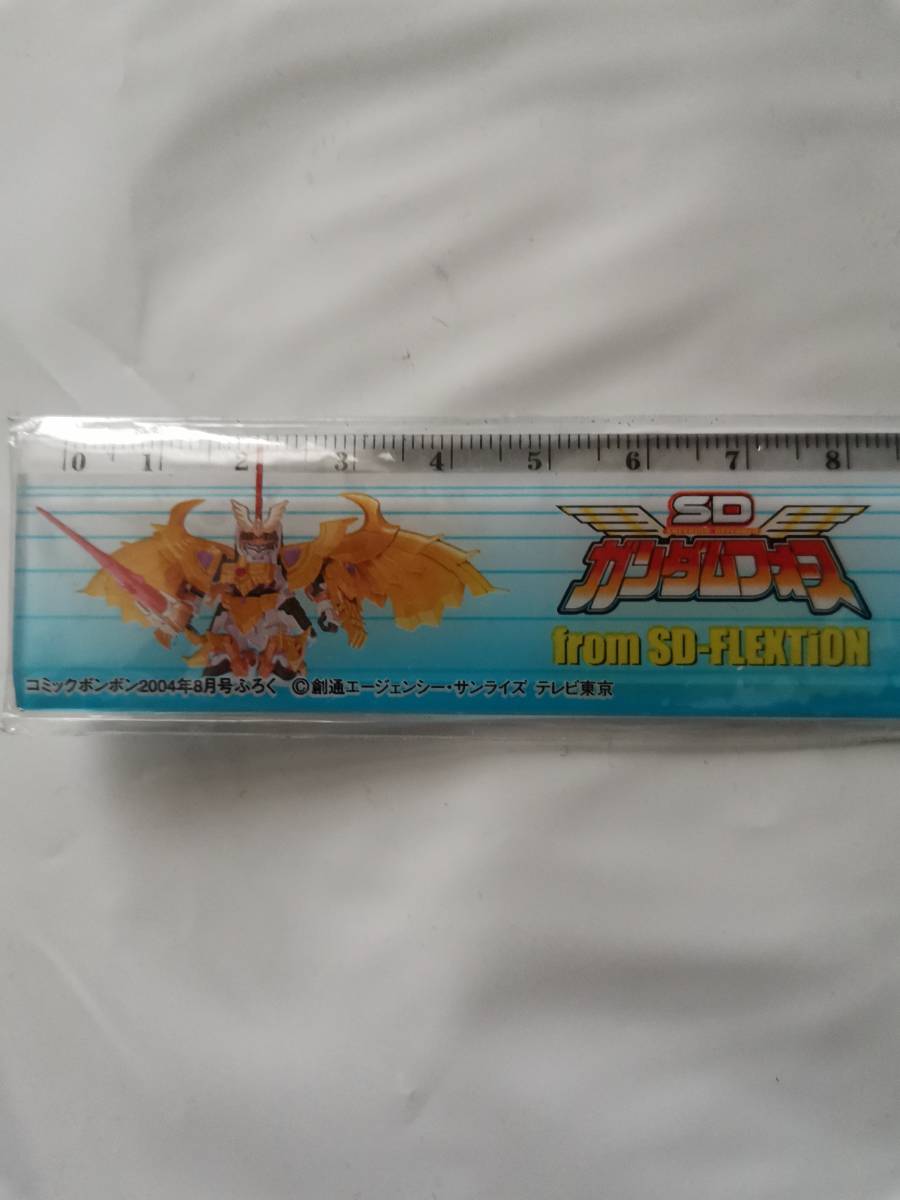 0 1 2 3 4 5 6 7 8
SD
ガンダムフォース
from SD-FLEXTiON
コミックボンボン2004年8月号ふろく ©創通エージェンシー・サンライズ テレビ東京